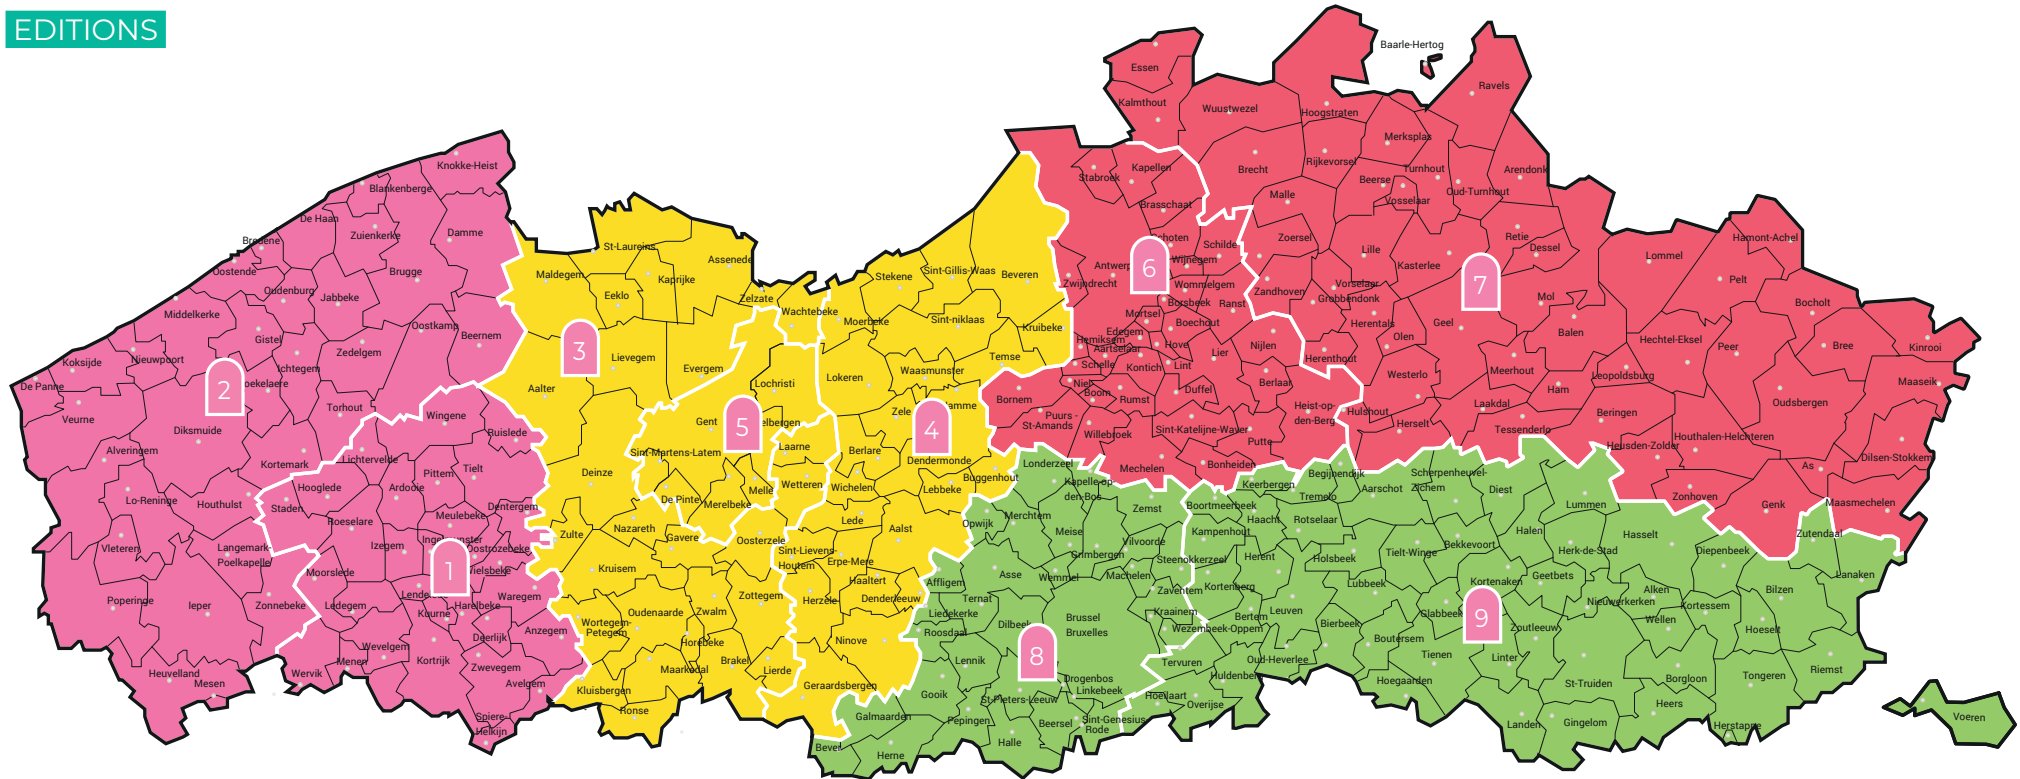 EDITIONS
Baarle-Hertog
Essen
Kalmthout
Wuustwezel
Hoogstraten
Ravels
Merksplas
Knokke-Heist
Blankenberge
De Haan
Zuienkerke
Damme
Bredene
Oostende
Oudenburg
Jabbeke
Brugge
Middelkerke
Gistel
Oostkamp
Beernem
Zedelgem
Ichtegem
Koksijde
Nieuwpoort
De Panne
Veurne
2
Torhout
Wingene
Ruislede
Diksmuide
Alveringem
Kortemark
Lichtervelde
Pittem
Tielt
Lo-Reninge
Houthulst
Hooglede
Ardooie
Staden
Roeselare
Meulebeke
Dentergem
Vleteren
Langemark-
Poelkapelle
Izegem
Oostrozebeke
Moorslede
1
Poperinge
Ieper
Zonnebeke
Ledegem
Kuurne
Harelbeke
Waregem
Deerlijk
Anzegem
Wevelgem
Menen
Kortrijk
Zwevegem
Avelgem
Heuvelland
Mesen
Wervik
Spiere-
Helkijn
St-Laureins
Maldegem
Eeklo
Kaprijke
Assenede
Zelzate
3
Lievegem
Evergem
Aalter
Wachtebeke
Lochristi
Gent
5
Sint-Martens-Latem
Deinze
De Pinte
Merelbeke
Melle
Laarne
Wetteren
Nazareth
Zulte
Gavere
Oosterzele
Kruisem
Zottegem
Oudenaarde
Zwalm
Wortegem-
Petegem
Horebeke
Maarkedal
Brakel
Lierde
Kluisbergen
Ronse
Stekene
Sint-Gillis-Waas
Beveren
Moerbeke
Sint-niklaas
Kruibeke
Temse
Waasmunster
Lokeren
Zele
4
Berlare
Dendermonde
Wichelen
Lebbeke
Buggenhout
Lede
Aalst
Sint-Lievens-
Houtem
Erpe-Mere
Haaltert
Herzele
Denderleeuw
Ninove
Geraardsbergen
Stabroek
Kapellen
Brasschaat
Schilde
6
Wijnegem
Zwijndrecht
Wommelgem
Borsbeek
Ranst
Mortsel
Boechout
Edegem
Hemiksem
Aartselaar
Hove
Lier
Nijlen
Schelle
Kontich
Lint
Niel
Boom
Rumst
Duffel
Berlaar
Bornem
Puurs -
St-Amands
Willebroek
Sint-Katelijne-Waver
Heist-op-
den-Berg
Putte
Mechelen
Bonheiden
Brecht
Rijkevorsel
Turnhout
Beerse
Vosselaar
Oud-Turnhout
Arendonk
Malle
Zoersel
Lille
Retie
Dessel
Kasterlee
Vorselaar
Zandhoven
Grobbendonk
7
Mol
Herentals
Olen
Geel
Balen
Herenthout
Meerhout
Westerlo
Ham
Hulshout
Laakdal
Herselt
Tessenderlo
Lommel
Hamont-Achel
Pelt
Bocholt
Hechtel-Eksel
Peer
Bree
Kinrooi
Leopoldsburg
Maaseik
Oudsbergen
Beringen
Heusden-Zolder
Houthalen-Helchteren
As
Dilsen-Stokkem
Zonhoven
Genk
Maasmechelen
Londerzeel
Kapelle-op-
den-Bos
Opwijk
Merchtem
Meise
Zemst
Grimbergen
Vilvoorde
Steenokkerzeel
Affligem
Asse
Wemmel
Machelen
Zaventem
Ternat
Liedekerke
Dilbeek
Brussel
Bruxelles
Kraainem
Wezembeek-Oppem
Roosdaal
Lennik
8
Drogenbos
Linkebeek
Gooik
St-Pieters-Leeuw
Galmaarden
Pepingen
Beersel
Sint-Genesius-
Rode
Bever
Herne
Halle
Keerbergen
Begijnendijk
Tremelo
Aarschot
Scherpenheuvel-
Zichem
Diest
Boortmeerbeek
Haacht
Rotselaar
Kampenhout
Herent
Holsbeek
Tielt-Winge
Bekkevoort
Halen
Lummen
Kortenberg
Lubbeek
Kortenaken
Geetbets
Herk-de-Stad
Hasselt
Diepenbeek
Zutendaal
Lanaken
Leuven
Bertem
Bierbeek
Glabbeek
9
Nieuwerkerken
Alken
Kortessem
Bilzen
Boutersem
Zoutleeuw
Wellen
Hoeselt
Tervuren
Oud-Heverlee
Huldenberg
Tienen
Linter
Riemst
Hoeilaart
Overijse
Hoegaarden
St-Truiden
Borgloon
Tongeren
Landen
Gingelom
Heers
Herstappe
Voeren